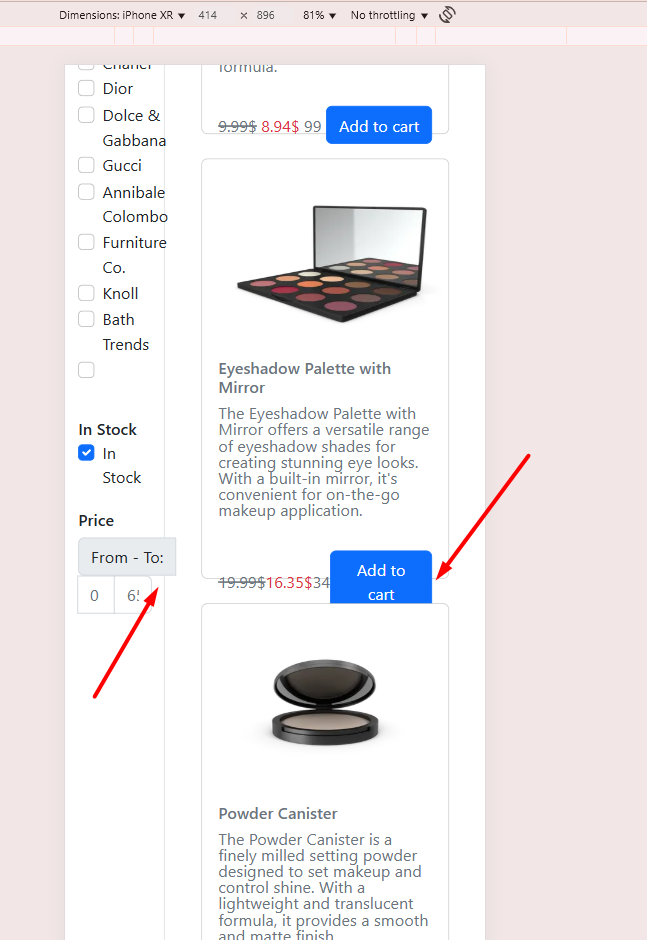 Dimensions: iPhone XR ▼ 414 × 896 81% ▼ No throttling ▼
Chanel
Dior
Dolce &
Gabbana
Gucci
Annibale
Colombo
Furniture
Co.
Knoll
Bath
Trends
In Stock
In
Stock
Price
From - To:
0
formula.
9.99$ 8.94$ 99 Add to cart
Eyeshadow Palette with
Mirror
The Eyeshadow Palette with
Mirror offers a versatile range
of eyeshadow shades for
creating stunning eye looks.
With a built-in mirror, it's
convenient for on-the-go
makeup application.
19.99$16.35$34 Add to
cart
Powder Canister
The Powder Canister is a
finely milled setting powder
designed to set makeup and
control shine. With a
lightweight and translucent
formula, it provides a smooth
and matte finish.